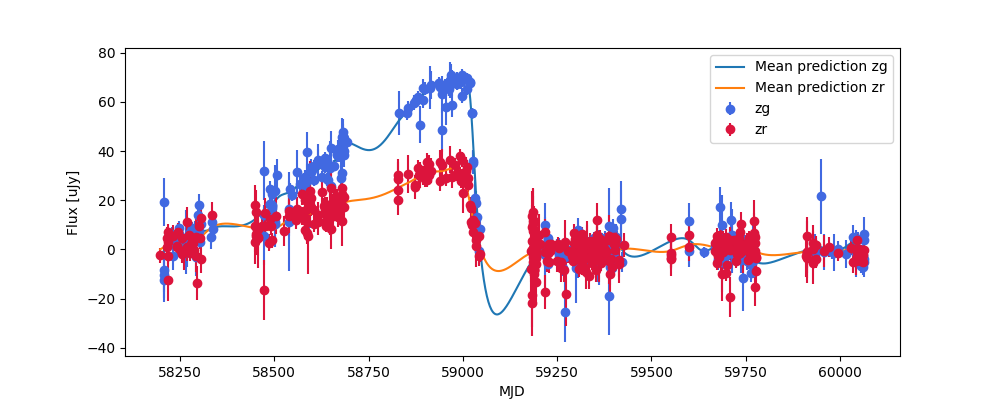 80
60
40
20
0
−20
−40
Flux [uJy]
58250
58500
58750
59000
59250
59500
59750
60000
MJD
Mean prediction zg
Mean prediction zr
zg
zr